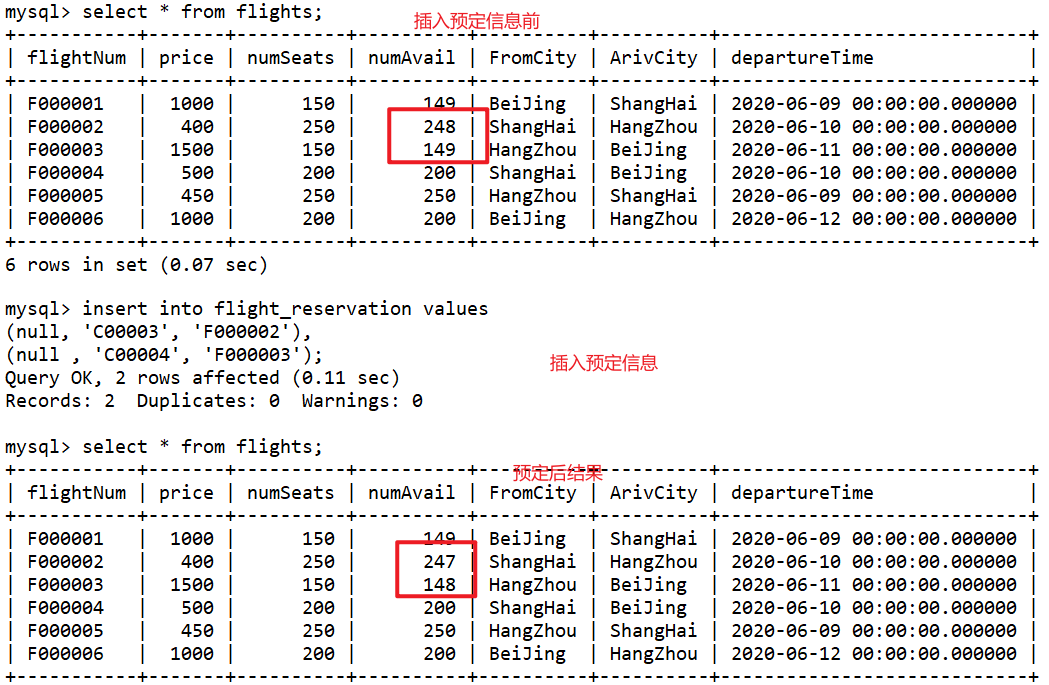 mysql> select * from flights;
插入预定信息前
+-----------+-------+----------+----------+----------+----------+----------------------------+
| flightNum | price | numSeats | numAvail | FromCity | ArivCity | departureTime              |
+-----------+-------+----------+----------+----------+----------+----------------------------+
| F000001   |  1000 |      150 |      149 | BeiJing  | ShangHai | 2020-06-09 00:00:00.000000 |
| F000002   |   400 |      250 |      248 | ShangHai | HangZhou | 2020-06-10 00:00:00.000000 |
| F000003   |  1500 |      150 |      149 | HangZhou | BeiJing  | 2020-06-11 00:00:00.000000 |
| F000004   |   500 |      200 |      200 | ShangHai | BeiJing  | 2020-06-10 00:00:00.000000 |
| F000005   |   450 |      250 |      250 | HangZhou | ShangHai | 2020-06-09 00:00:00.000000 |
| F000006   |  1000 |      200 |      200 | BeiJing  | HangZhou | 2020-06-12 00:00:00.000000 |
+-----------+-------+----------+----------+----------+----------+----------------------------+
6 rows in set (0.07 sec)
mysql> insert into flight_reservation values
(null, 'C00003', 'F000002'),
(null , 'C00004', 'F000003');
插入预定信息
Query OK, 2 rows affected (0.11 sec)
Records: 2  Duplicates: 0  Warnings: 0
mysql> select * from flights;
+-----------+-------+----------+----------+----------+----------+----------------------------+
预定后结果
| flightNum | price | numSeats | numAvail | FromCity | ArivCity | departureTime              |
+-----------+-------+----------+----------+----------+----------+----------------------------+
| F000001   |  1000 |      150 |      149 | BeiJing  | ShangHai | 2020-06-09 00:00:00.000000 |
| F000002   |   400 |      250 |      247 | ShangHai | HangZhou | 2020-06-10 00:00:00.000000 |
| F000003   |  1500 |      150 |      148 | HangZhou | BeiJing  | 2020-06-11 00:00:00.000000 |
| F000004   |   500 |      200 |      200 | ShangHai | BeiJing  | 2020-06-10 00:00:00.000000 |
| F000005   |   450 |      250 |      250 | HangZhou | ShangHai | 2020-06-09 00:00:00.000000 |
| F000006   |  1000 |      200 |      200 | BeiJing  | HangZhou | 2020-06-12 00:00:00.000000 |
+-----------+-------+----------+----------+----------+----------+----------------------------+